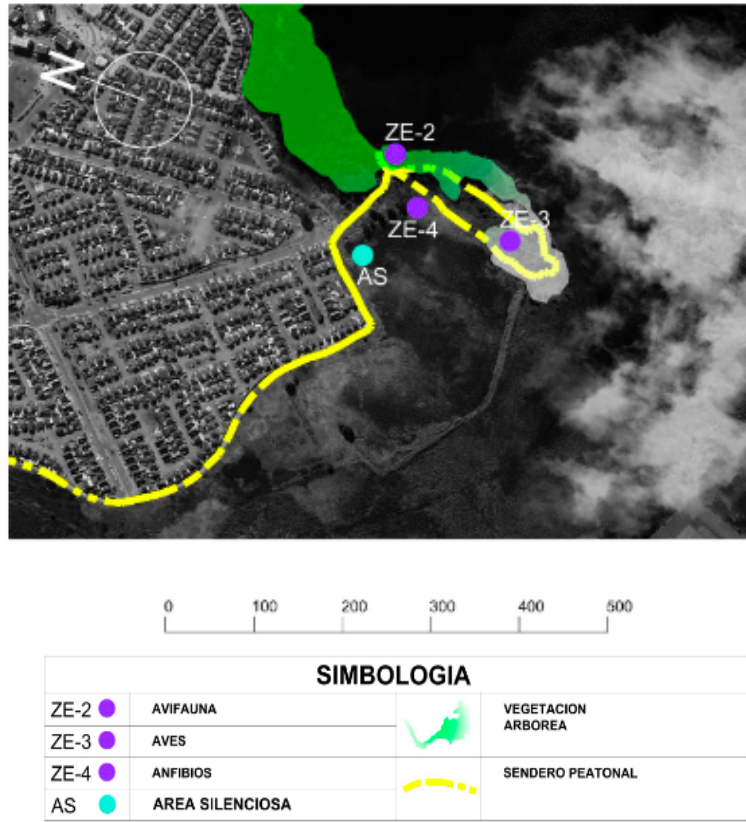 N
ZE-2
ZE-4
ZE-3
AS
0 100 200 300 400 500
SIMBOLOGIA
ZE-2 AVIFAUNA
ZE-3 AVES
ZE-4 ANFIBIOS
AS AREA SILENCIOSA
VEGETACION
ARBOREA
SENDERO PEATONAL